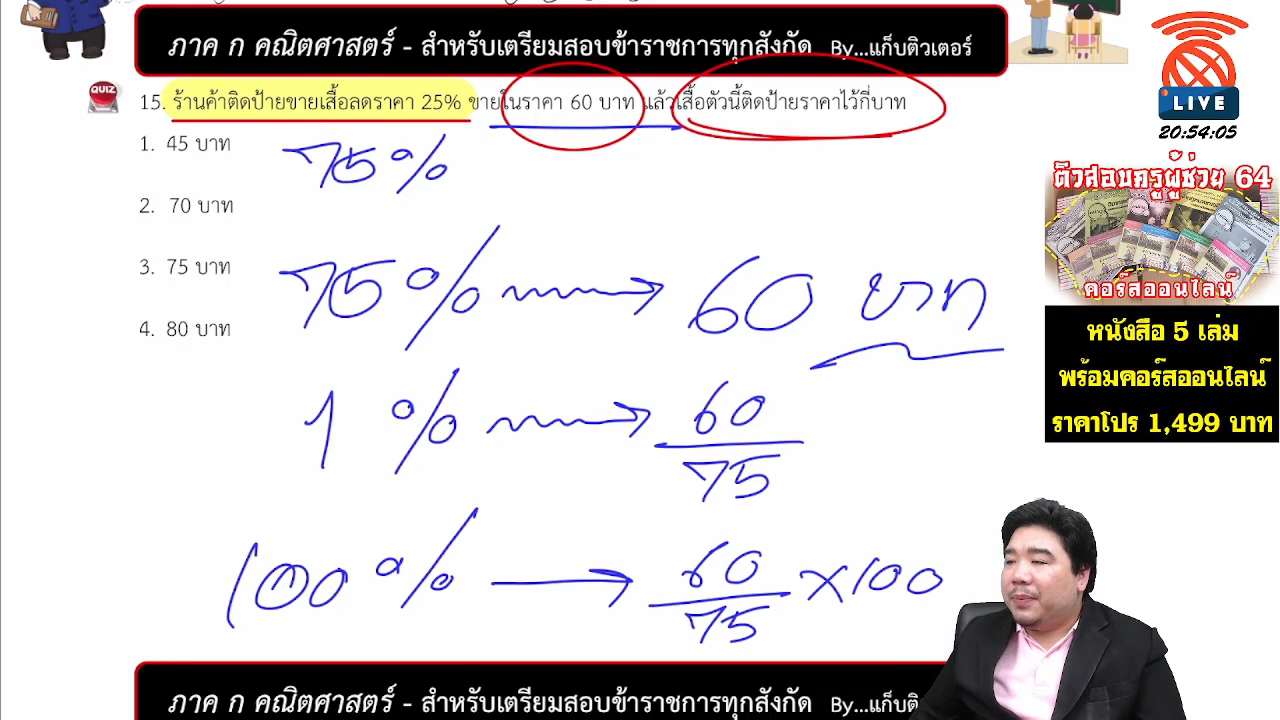 ภาค ก คณิตศาสตร์ - สำหรับเตรียมสอบข้าราชการทุกสังกัด By...แก็บติวเตอร์
QUIZ
15. ร้านค้าติดป้ายขายเสื้อลดราคา 25% ขายในราคา 60 บาท แล้วเสื้อตัวนี้ติดป้ายราคาไว้กี่บาท
1. 45 บาท
75%
2. 70 บาท
3. 75 บาท
75% 60 บาท
4. 80 บาท
1 % 60
75
100 % 60 × 100
75
LIVE
20:54:05
ติวสอบครูผู้ช่วย 64
คอร์สออนไลน์
หนังสือ 5 เล่ม
พร้อมคอร์สออนไลน์
ราคาโปร 1,499 บาท
ภาค ก คณิตศาสตร์ - สำหรับเตรียมสอบข้าราชการทุกสังกัด By...แก็บติ